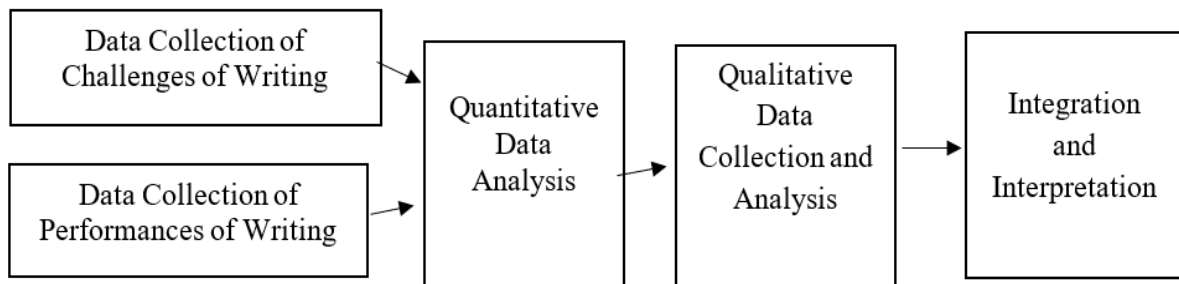 Data Collection of
Challenges of Writing
Data Collection of
Performances of Writing
Quantitative
Data
Analysis
Qualitative
Data
Collection and
Analysis
Integration
and
Interpretation